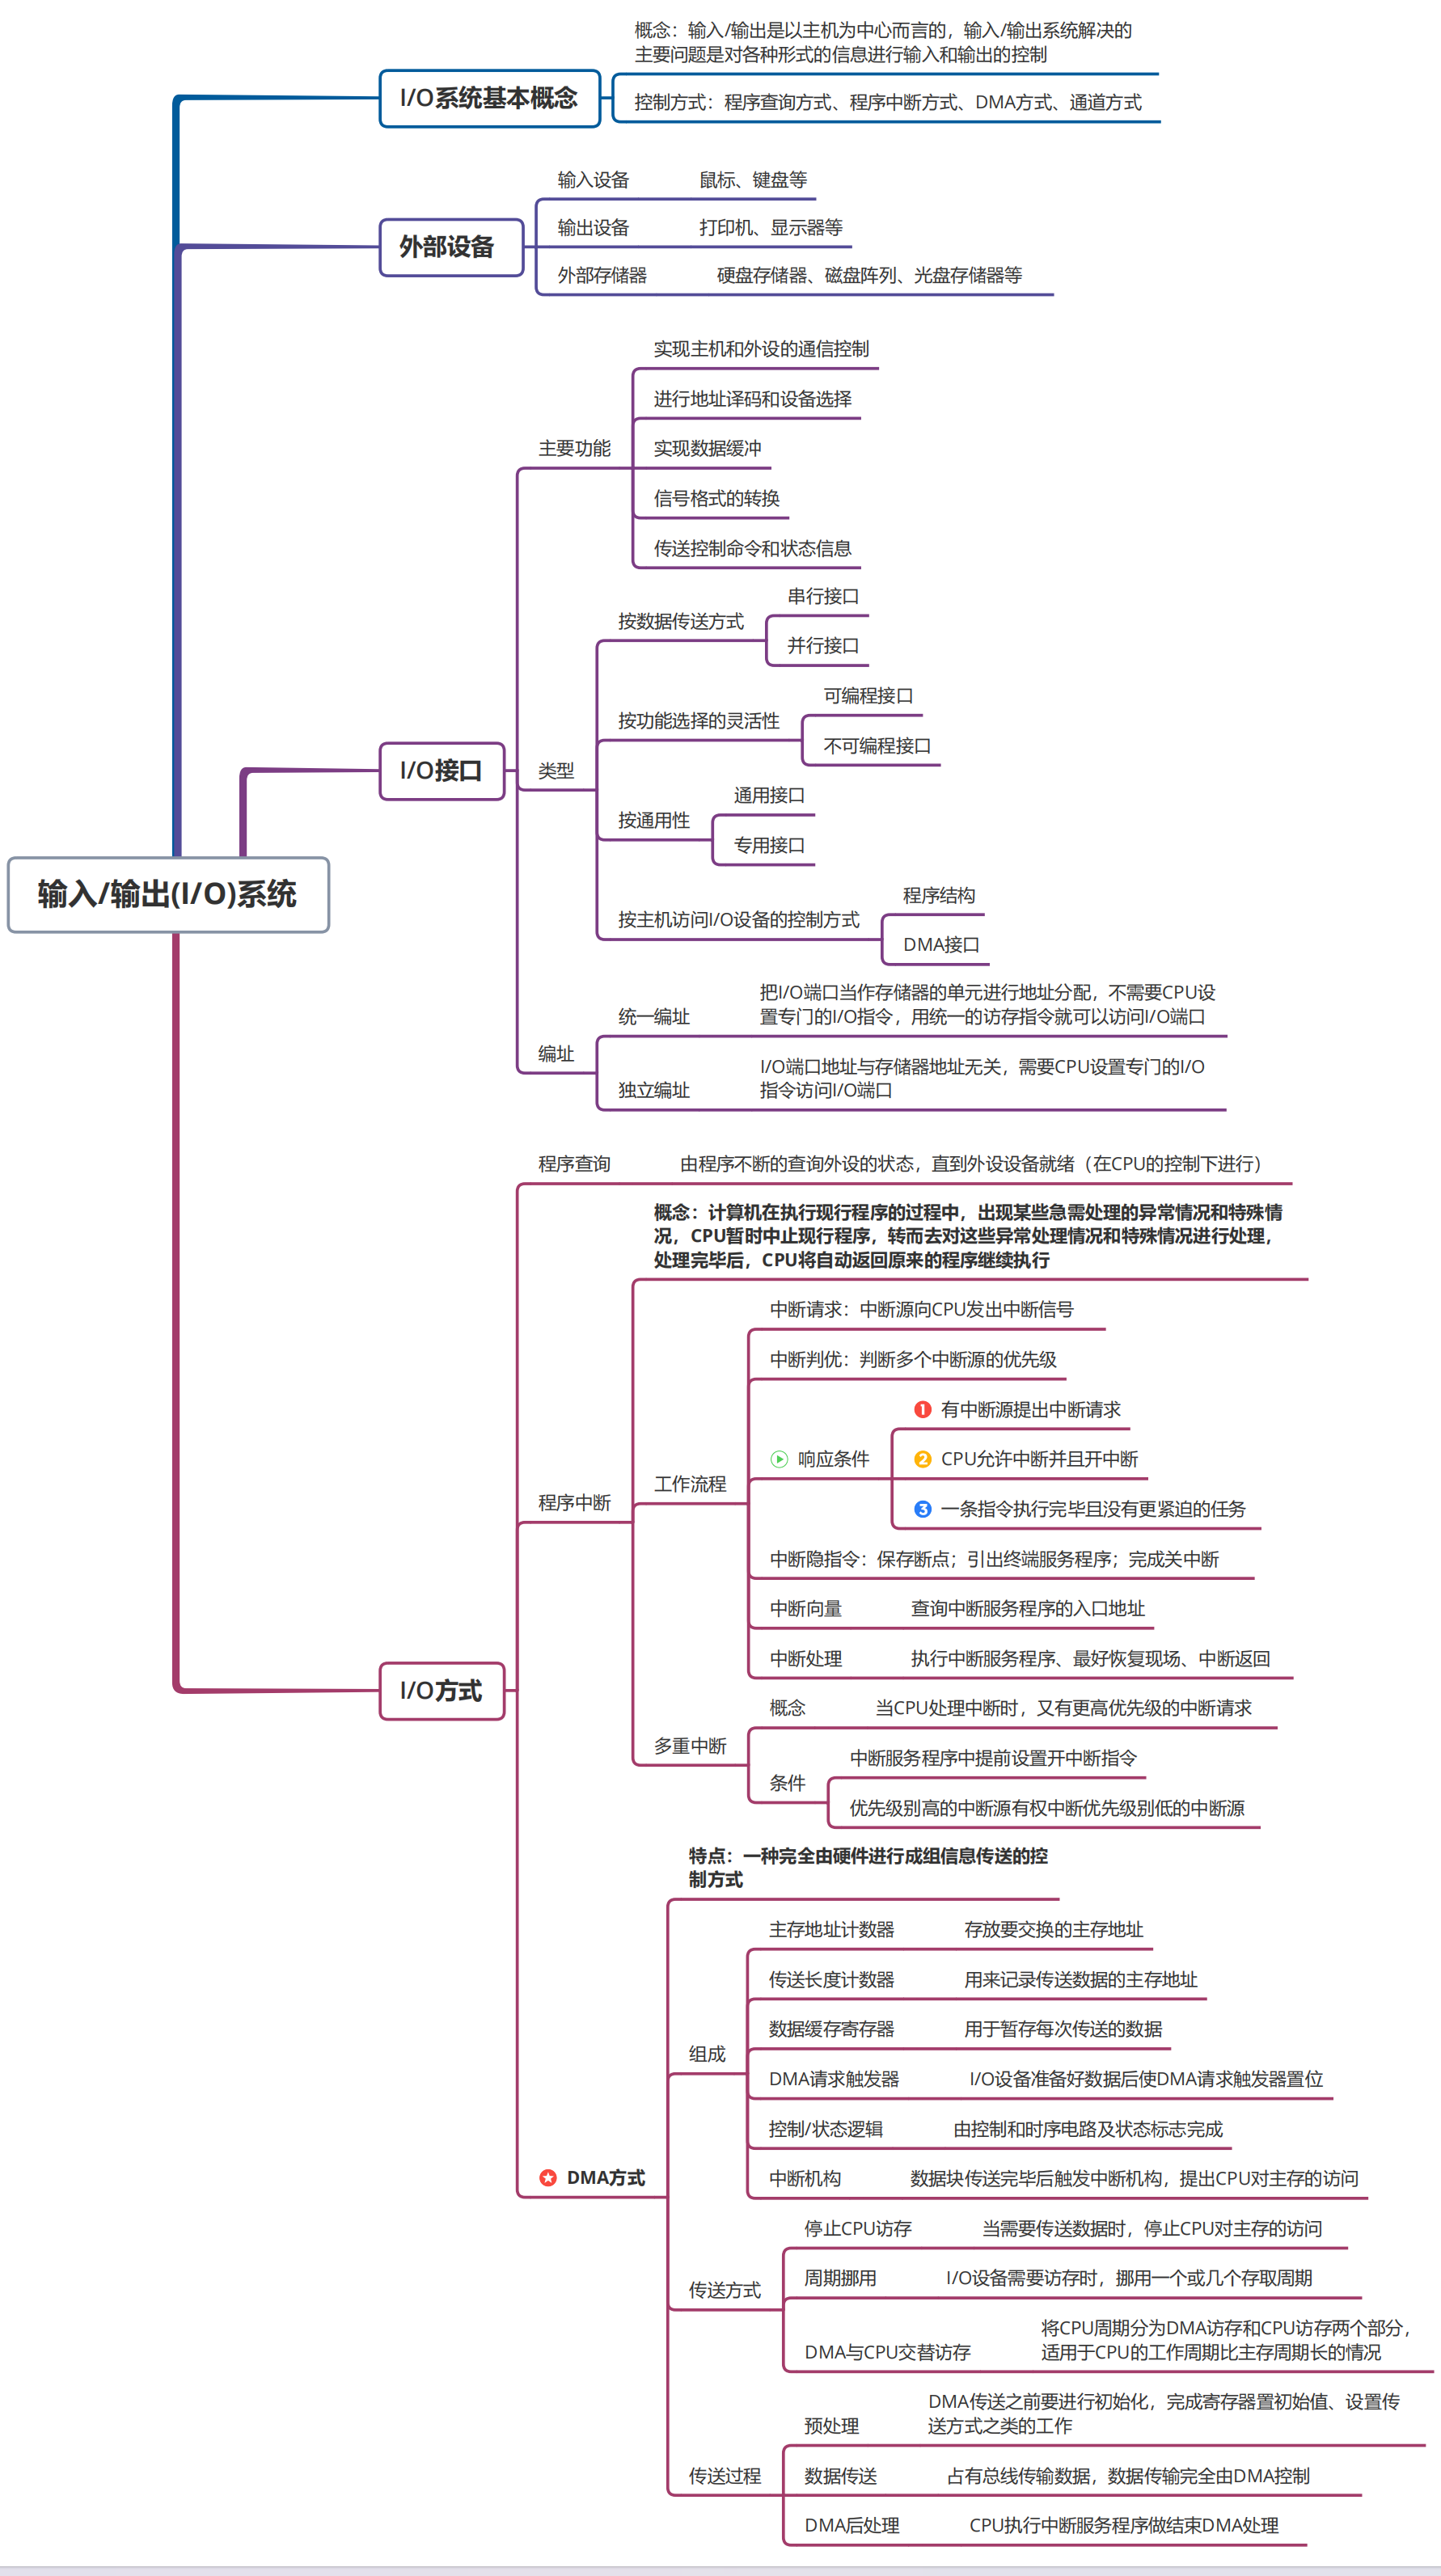 概念：输入/输出是以主机为中心而言的，输入/输出系统解决的
主要问题是对各种形式的信息进行输入和输出的控制
I/O系统基本概念
控制方式：程序查询方式、程序中断方式、DMA方式、通道方式
输入设备 鼠标、键盘等
外部设备
输出设备 打印机、显示器等
外部存储器 硬盘存储器、磁盘阵列、光盘存储器等
实现主机和外设的通信控制
进行地址译码和设备选择
主要功能
实现数据缓冲
信号格式的转换
传送控制命令和状态信息
串行接口
按数据传送方式
并行接口
可编程接口
按功能选择的灵活性
不可编程接口
I/O接口
类型
通用接口
按通用性
专用接口
输入/输出(I/O)系统
程序结构
按主机访问I/O设备的控制方式
DMA接口
把I/O端口当作存储器的单元进行地址分配，不需要CPU设
统一编址
置专门的I/O指令，用统一的访存指令就可以访问I/O端口
编址
I/O端口地址与存储器地址无关，需要CPU设置专门的I/O
独立编址
指令访问I/O端口
程序查询 由程序不断的查询外设的状态，直到外设设备就绪（在CPU的控制下进行）
概念：计算机在执行现行程序的过程中，出现某些急需处理的异常情况和特殊情
况，CPU暂时中止现行程序，转而去对这些异常处理情况和特殊情况进行处理，
处理完毕后，CPU将自动返回原来的程序继续执行
中断请求：中断源向CPU发出中断信号
中断判优：判断多个中断源的优先级
1 有中断源提出中断请求
响应条件
2 CPU允许中断并且开中断
工作流程
程序中断
3 一条指令执行完毕且没有更紧迫的任务
中断隐指令：保存断点；引出终端服务程序；完成关中断
中断向量 查询中断服务程序的入口地址
中断处理 执行中断服务程序、最好恢复现场、中断返回
I/O方式
概念 当CPU处理中断时，又有更高优先级的中断请求
多重中断
中断服务程序中提前设置开中断指令
条件
优先级别高的中断源有权中断优先级别低的中断源
特点：一种完全由硬件进行成组信息传送的控
制方式
主存地址计数器 存放要交换的主存地址
传送长度计数器 用来记录传送数据的主存地址
数据缓存寄存器 用于暂存每次传送的数据
组成
DMA请求触发器 I/O设备准备好数据后使DMA请求触发器置位
控制/状态逻辑 由控制和时序电路及状态标志完成
DMA方式
中断机构 数据块传送完毕后触发中断机构，提出CPU对主存的访问
停止CPU访存 当需要传送数据时，停止CPU对主存的访问
传送方式
周期挪用 I/O设备需要访存时，挪用一个或几个存取周期
将CPU周期分为DMA访存和CPU访存两个部分，
DMA与CPU交替访存
适用于CPU的工作周期比主存周期长的情况
DMA传送之前要进行初始化，完成寄存器置初始值、设置传
预处理
送方式之类的工作
传送过程
数据传送 占有总线传输数据，数据传输完全由DMA控制
DMA后处理 CPU执行中断服务程序做结束DMA处理